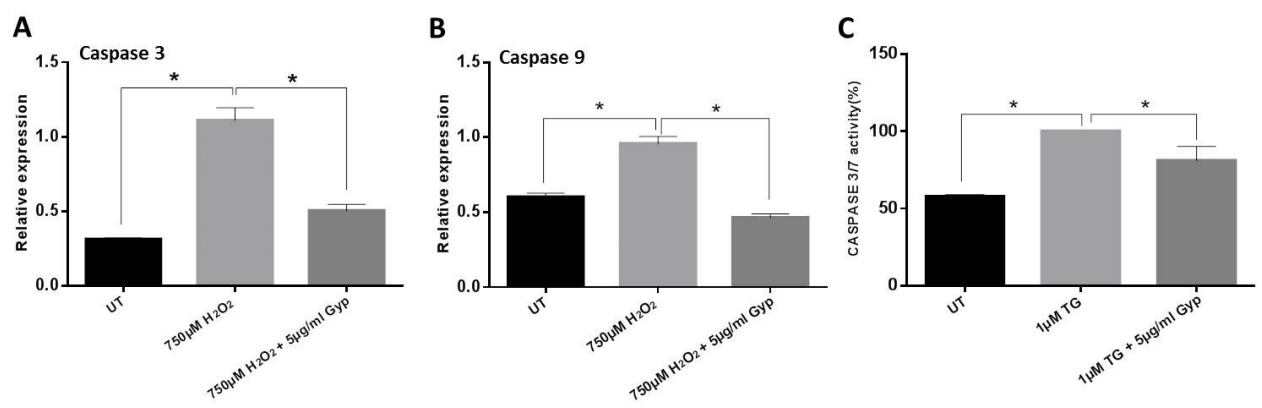 A
Caspase 3
Relative expression
1.5
1.0
0.5
0.0
*
*
UT
750µM H₂O₂
750µM H₂O₂ + 5µg/ml Gyp
B
Caspase 9
Relative expression
1.5
1.0
0.5
0.0
*
*
UT
750µM H₂O₂
750µM H₂O₂ + 5µg/ml Gyp
C
CASPASE 3/7 activity(%)
150
100
50
0
*
*
UT
1µM TG
1µM TG + 5µg/ml Gyp